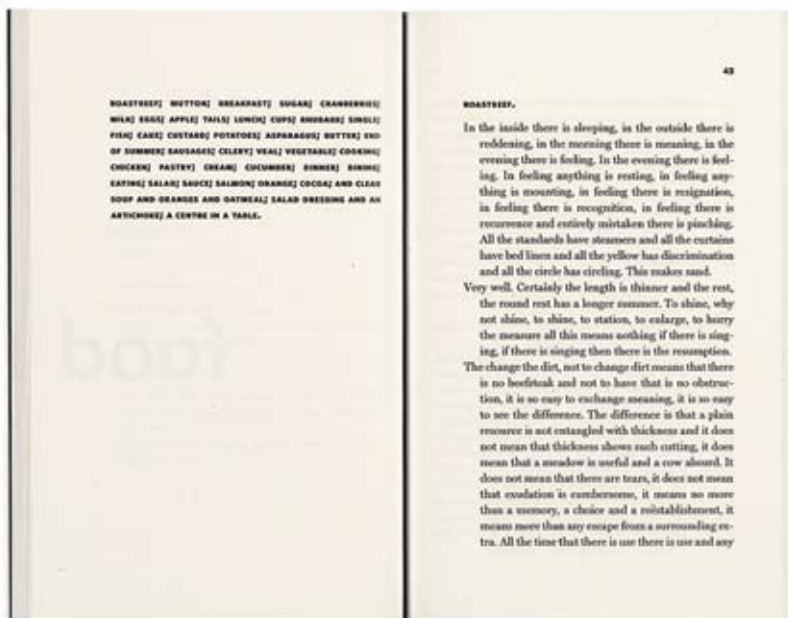 ROASTBEEF; MUTTON; BREAKFAST; SUGAR; CRANBERRIES;
MILK; EGGS; APPLE; TAILS; LUNCH; CUPS; RHUBARB; SINGLE;
FISH; CAKE; CUSTARD; POTATOES; ASPARAGUS; BUTTER; END
OF SUMMER; SAUSAGES; CELERY; VEAL; VEGETABLE; COOKING;
CHICKEN; PASTRY; CREAM; CUCUMBER; DINNER; DINING;
EATING; SALAD; SAUCE; SALMON; ORANGE; COCOA; AND CLEAR
SOUP AND ORANGES AND OATMEAL; SALAD DRESSING AND AN
ARTICHOKE; A CENTRE IN A TABLE.
food
43
ROASTBEEF.
In the inside there is sleeping, in the outside there is
reddening, in the morning there is meaning, in the
evening there is feeling. In the evening there is feel-
ing. In feeling anything is resting, in feeling any-
thing is mounting, in feeling there is resignation,
in feeling there is recognition, in feeling there is
recurrence and entirely mistaken there is pinching.
All the standards have steamers and all the curtains
have bed linen and all the yellow has discrimination
and all the circle has circling. This makes sand.
Very well. Certainly the length is thinner and the rest,
the round rest has a longer summer. To shine, why
not shine, to shine, to station, to enlarge, to hurry
the measure all this means nothing if there is sing-
ing, if there is singing then there is the resumption.
The change the dirt, not to change dirt means that there
is no beefsteak and not to have that is no obstruc-
tion, it is so easy to exchange meaning, it is so easy
to see the difference. The difference is that a plain
resource is not entangled with thickness and it does
not mean that thickness shows such cutting, it does
mean that a meadow is useful and a cow absurd. It
does not mean that there are tears, it does not mean
that exudation is cumbersome, it means no more
than a memory, a choice and a reëstablishment, it
means more than any escape from a surrounding ex-
tra. All the time that there is use there is use and any